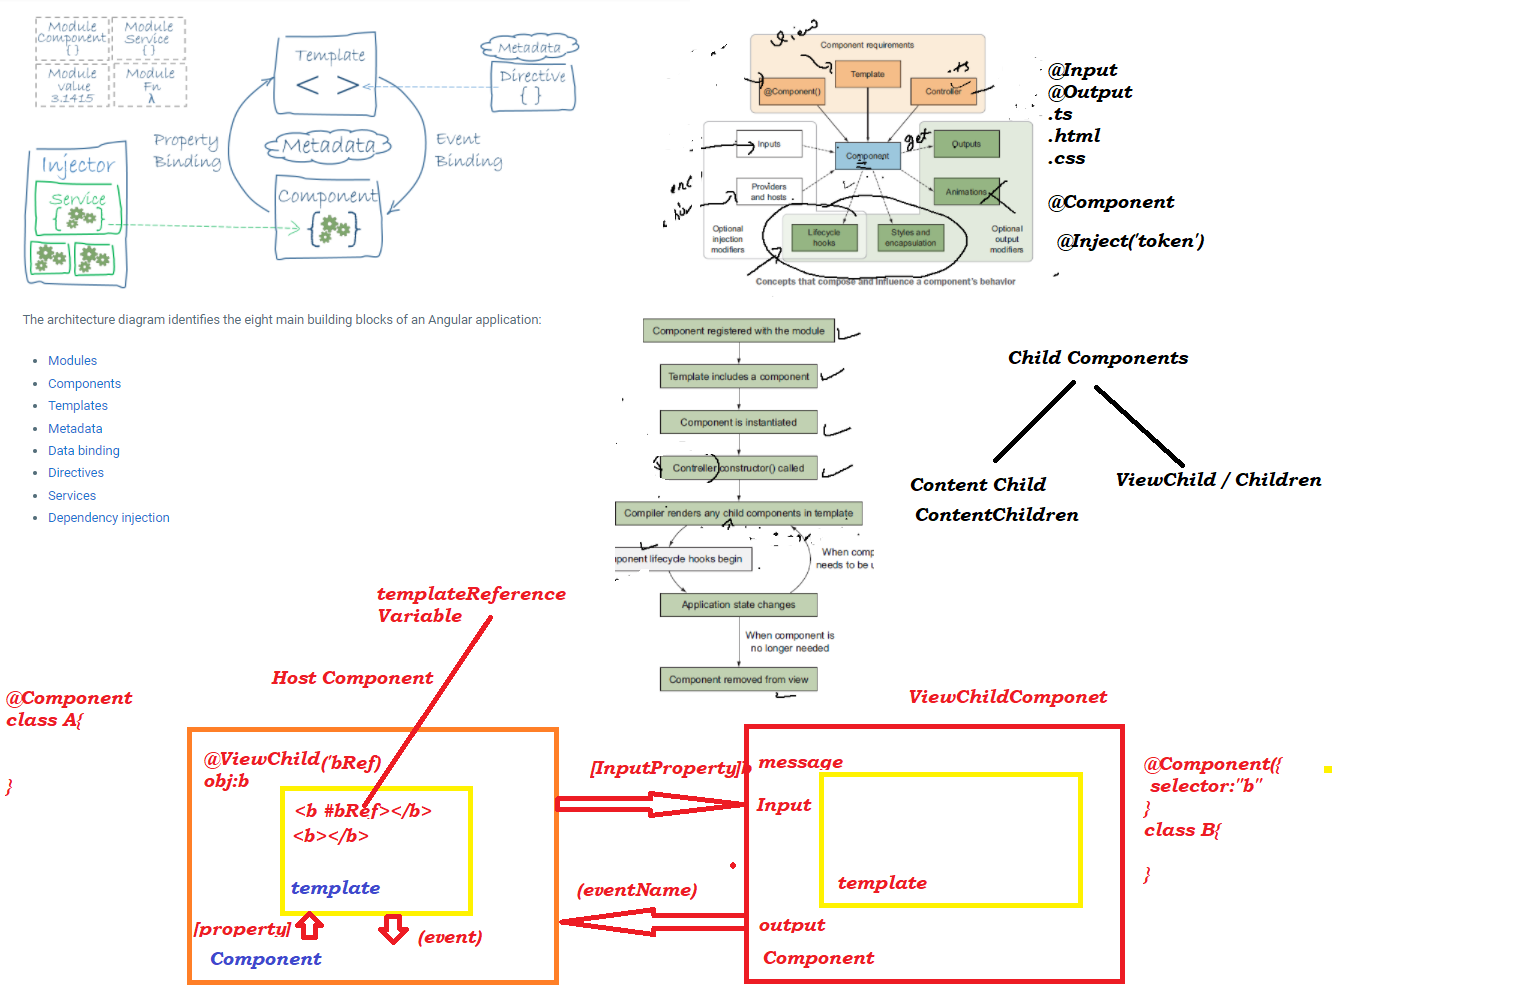 Module
Component
{ }
Module
Service
{ }
Module
value
3.1415
Module
Fn
λ
Template
< >
Metadata
Directive
{ }
Property
Binding
Metadata
Event
Binding
Injector
Service
{ }
Component
{ }
The architecture diagram identifies the eight main building blocks of an Angular application:
Modules
Components
Templates
Metadata
Data binding
Directives
Services
Dependency injection
view
Component requirements
@Component()
Template
.ts
Controller
Inputs
Component
get
Outputs
Providers
and hosts
Animations
Optional
injection
modifiers
Lifecycle
hooks
Styles and
encapsulation
Optional
output
modifiers
Concepts that compose and influence a component's behavior
@Input
@Output
.ts
.html
.css
@Component
@Inject('token')
Component registered with the module
Template includes a component
Component is instantiated
Controller constructor() called
Compiler renders any child components in template
ponent lifecycle hooks begin
When comp
needs to be u
Application state changes
When component is
no longer needed
Component removed from view
Child Components
Content Child
ContentChildren
ViewChild / Children
templateReference
Variable
Host Component
@Component
class A{
}
@ViewChild('bRef)
obj:b
<b #bRef></b>
<b></b>
template
[property]
(event)
Component
[InputProperty]b
(eventName)
ViewChildComponet
message
Input
template
output
Component
@Component({
selector:"b"
}
class B{
}